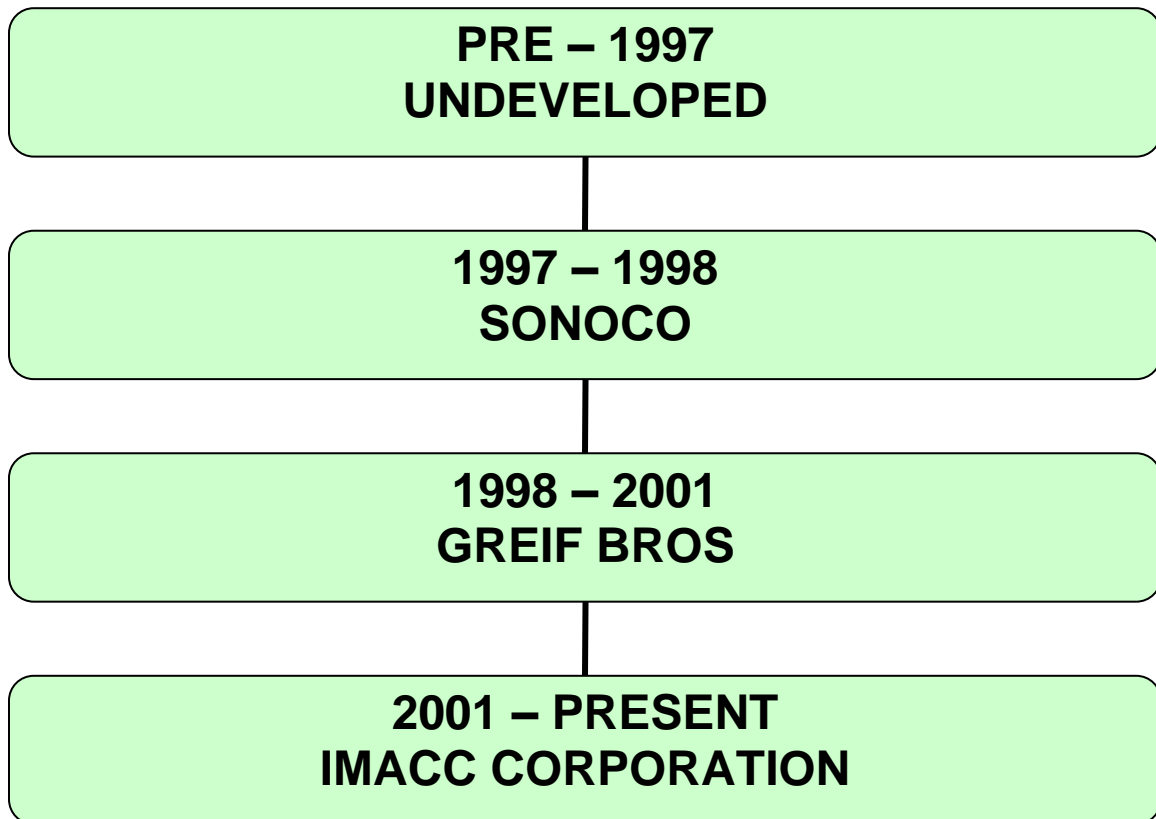 PRE – 1997
UNDEVELOPED
1997 – 1998
SONOCO
1998 – 2001
GREIF BROS
2001 – PRESENT
IMACC CORPORATION